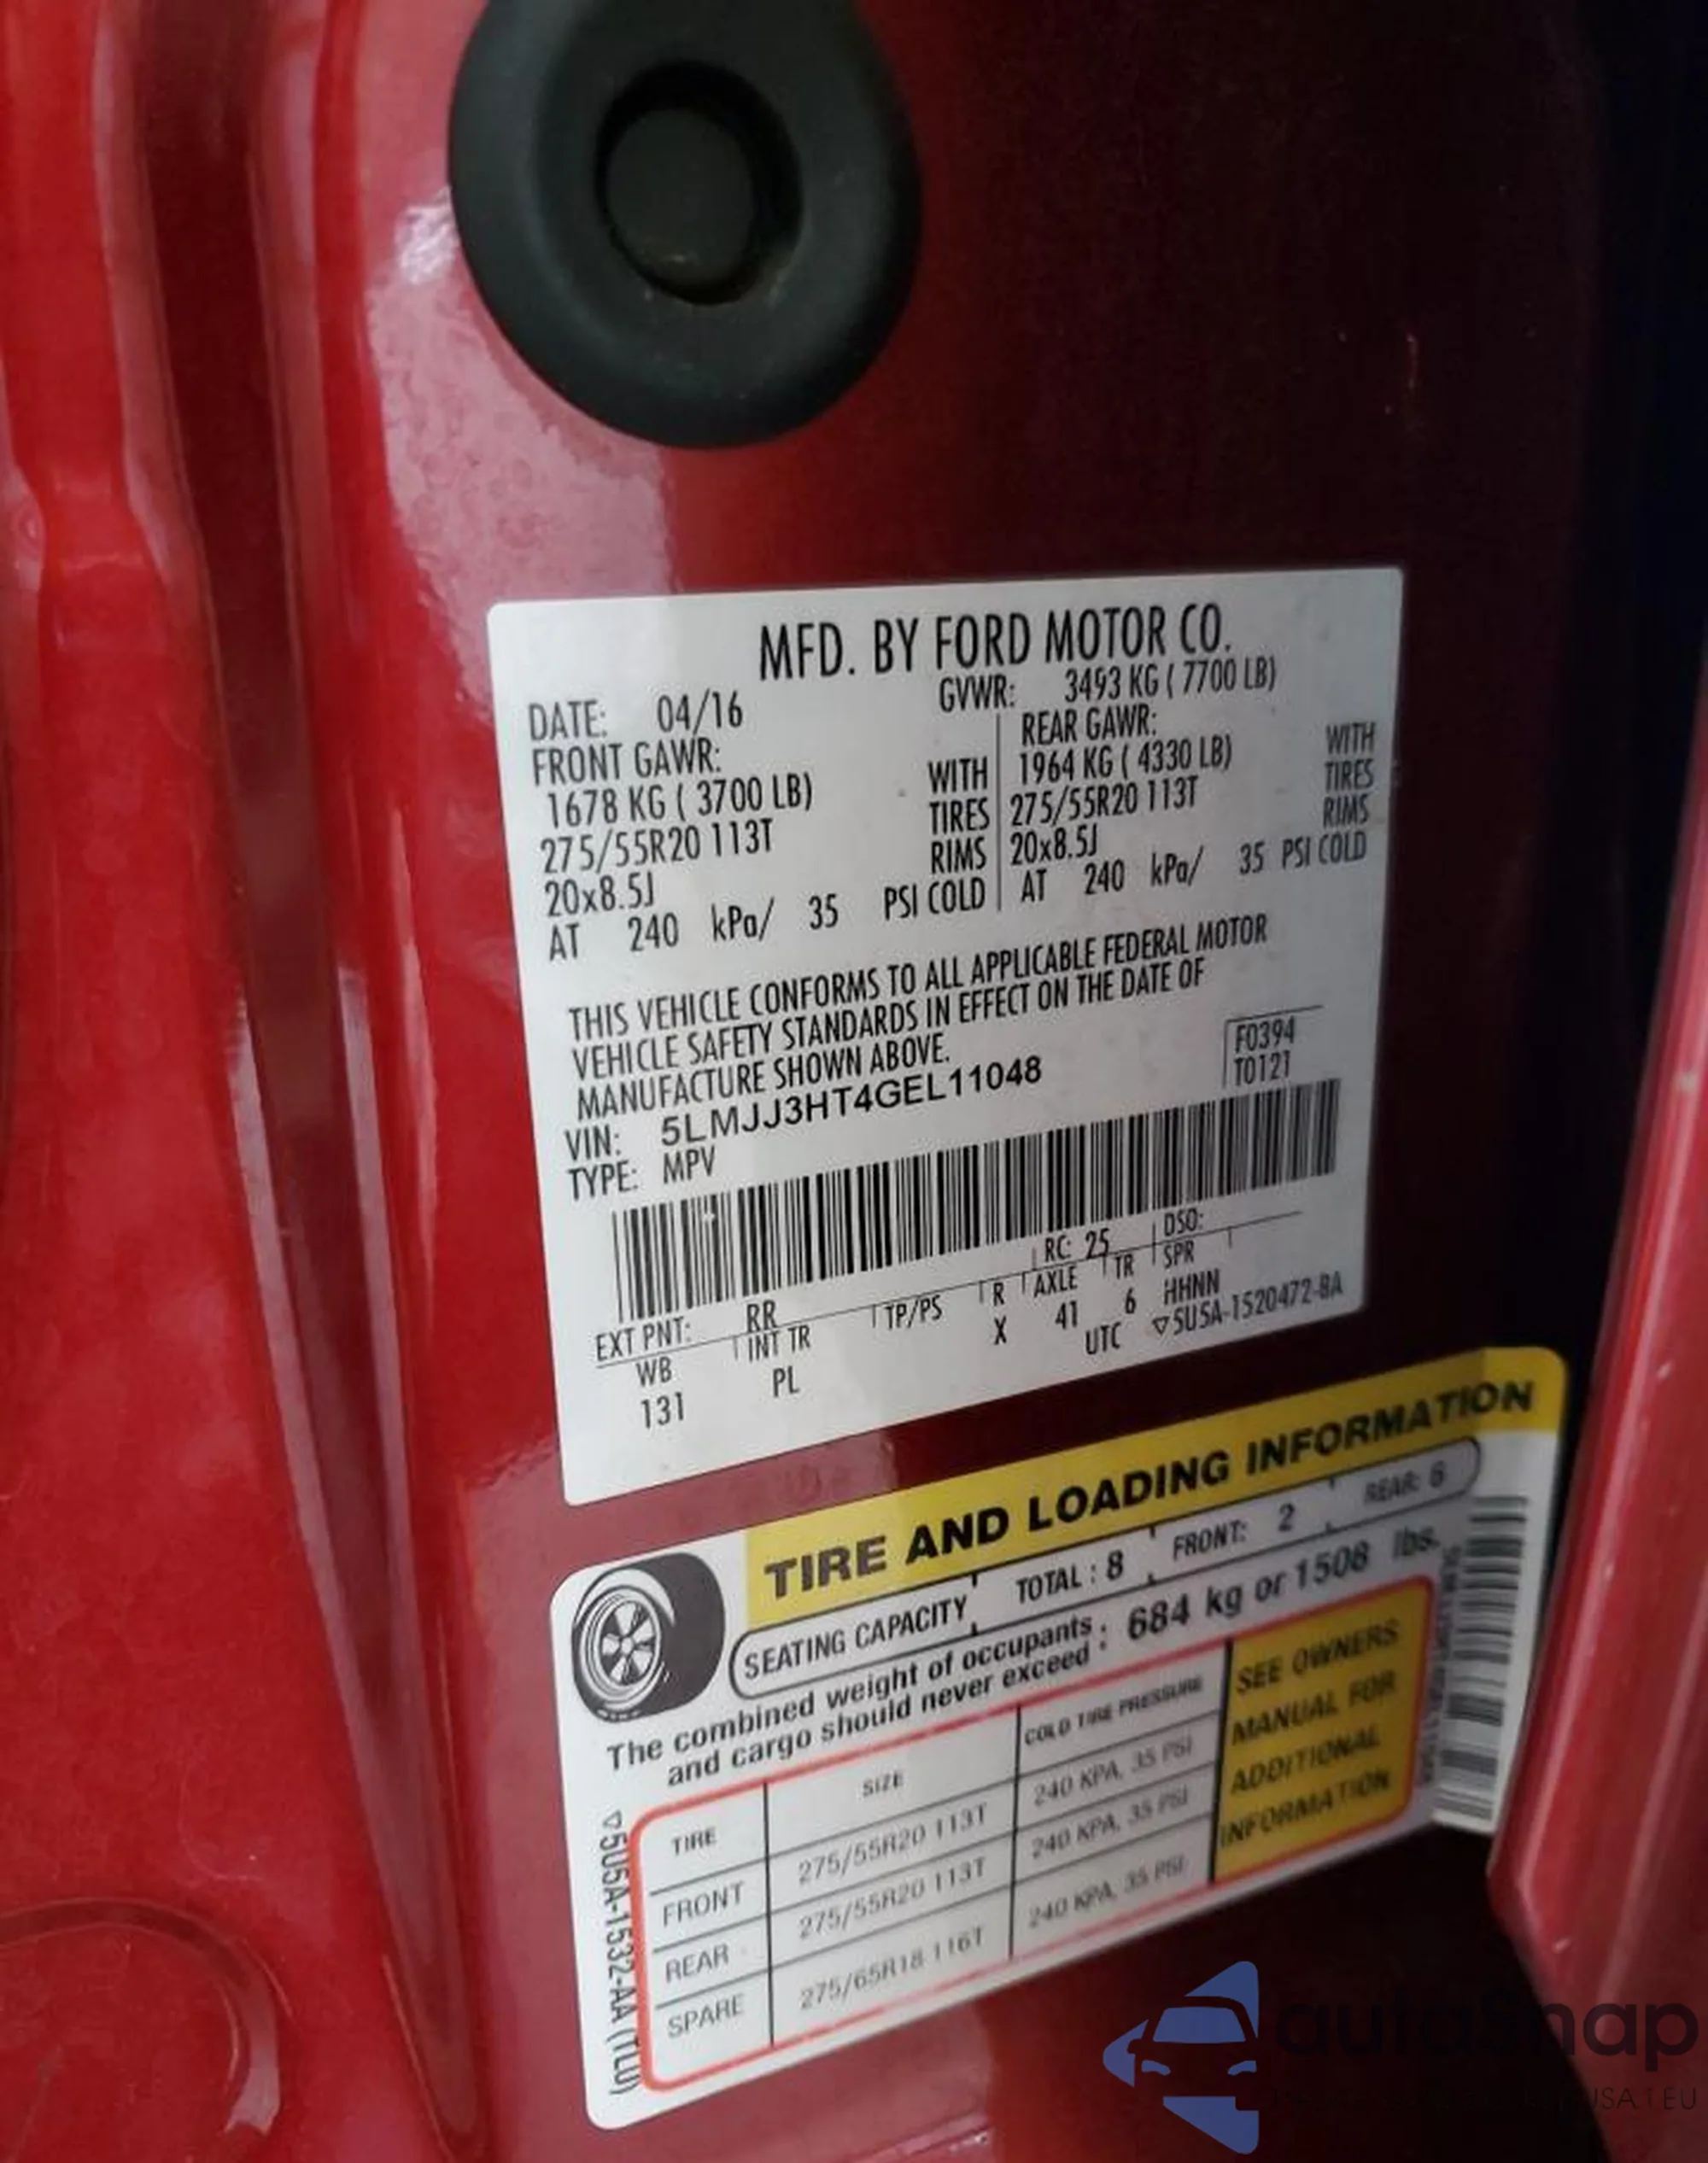 MFD. BY FORD MOTOR CO.
DATE: 04/16 GVWR: 3493 KG ( 7700 LB)
FRONT GAWR: REAR GAWR:
1678 KG ( 3700 LB) WITH 1964 KG ( 4330 LB) WITH
275/55R20 113T TIRES 275/55R20 113T TIRES
20x8.5J RIMS 20x8.5J RIMS
AT 240 kPa/ 35 PSI COLD AT 240 kPa/ 35 PSI COLD
THIS VEHICLE CONFORMS TO ALL APPLICABLE FEDERAL MOTOR
VEHICLE SAFETY STANDARDS IN EFFECT ON THE DATE OF
MANUFACTURE SHOWN ABOVE.
F0394
VIN: 5LMJJ3HT4GEL11048
T0121
TYPE: MPV
EXT PNT: RR RC: 25 DSO:
WB INT TR TP/PS R AXLE TR SPR
131 PL X 41 6 HHNN
UTC ▽5U5A-1520472-BA
TIRE AND LOADING INFORMATION
SEATING CAPACITY TOTAL : 8 FRONT: 2 REAR: 6
The combined weight of occupants
and cargo should never exceed : 684 kg or 1508 lbs.
TIRE SIZE COLD TIRE PRESSURE
FRONT 275/55R20 113T 240 KPA, 35 PSI
REAR 275/55R20 113T 240 KPA, 35 PSI
SPARE 275/65R18 116T 240 KPA, 35 PSI
SEE OWNERS
MANUAL FOR
ADDITIONAL
INFORMATION
▽5U5A-1532-AA (TLU)
autoSnap
USA | EU